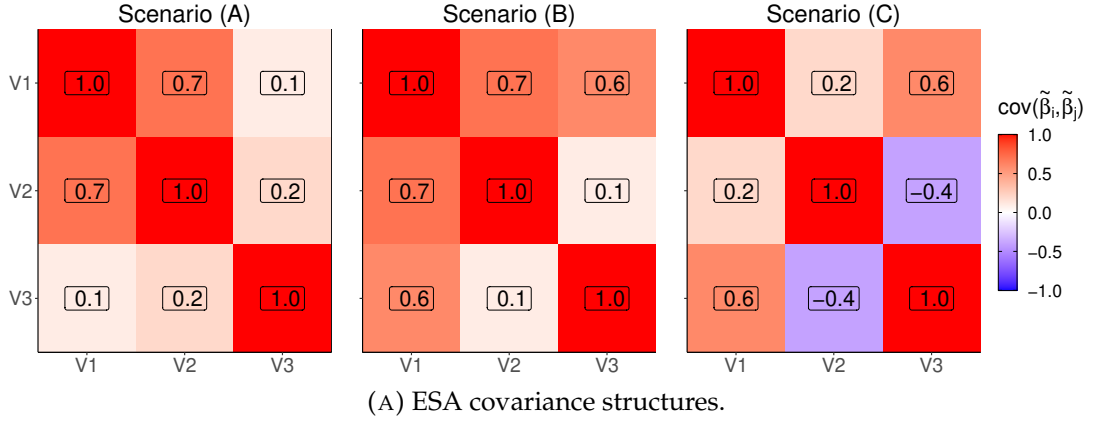 Scenario (A) Scenario (B) Scenario (C)
V1 1.0 0.7 0.1 1.0 0.7 0.6 1.0 0.2 0.6
V2 0.7 1.0 0.2 0.7 1.0 0.1 0.2 1.0 −0.4
V3 0.1 0.2 1.0 0.6 0.1 1.0 0.6 −0.4 1.0
V1 V2 V3 V1 V2 V3 V1 V2 V3
cov(β̃i,β̃j)
1.0
0.5
0.0
−0.5
−1.0
(A) ESA covariance structures.